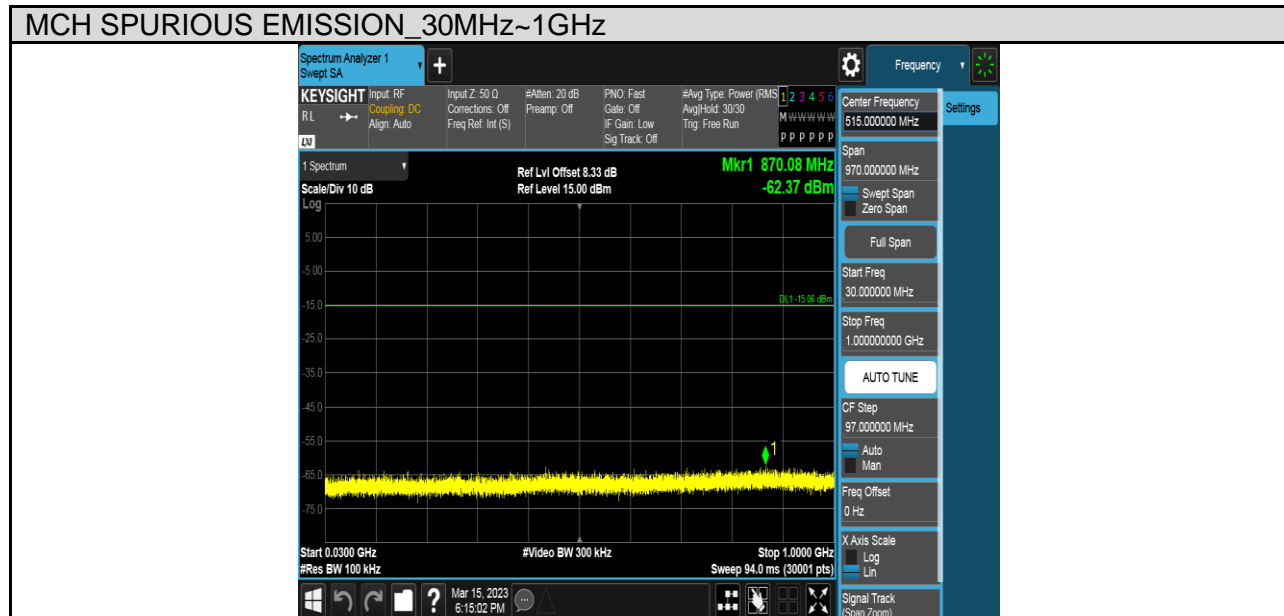 MCH SPURIOUS EMISSION_30MHz~1GHz
Spectrum Analyzer 1
Swept SA
+
Frequency
KEYSIGHT
RL
LXI
Input: RF
Coupling: DC
Align: Auto
Input Z: 50 Ω
Corrections: Off
Freq Ref: Int (S)
#Atten: 20 dB
Preamp: Off
PNO: Fast
Gate: Off
IF Gain: Low
Sig Track: Off
#Avg Type: Power (RMS
Avg|Hold: 30/30
Trig: Free Run
1 2 3 4 5 6
M W W W W W
P P P P P P
1 Spectrum
Scale/Div 10 dB
Ref Lvl Offset 8.33 dB
Ref Level 15.00 dBm
Mkr1 870.08 MHz
-62.37 dBm
Log
5.00
-5.00
-15.0
DL1 -15.06 dBm
-25.0
-35.0
-45.0
-55.0
1
-65.0
-75.0
Start 0.0300 GHz
#Res BW 100 kHz
#Video BW 300 kHz
Stop 1.0000 GHz
Sweep 94.0 ms (30001 pts)
?
Mar 15, 2023
6:15:02 PM
Center Frequency
515.000000 MHz
Settings
Span
970.000000 MHz
Swept Span
Zero Span
Full Span
Start Freq
30.000000 MHz
Stop Freq
1.000000000 GHz
AUTO TUNE
CF Step
97.000000 MHz
Auto
Man
Freq Offset
0 Hz
X Axis Scale
Log
Lin
Signal Track
(Span Zoom)